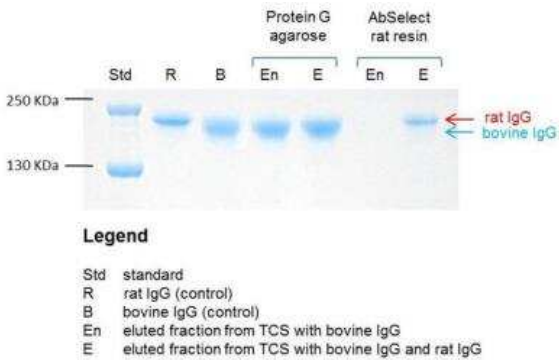 Protein G
agarose
AbSelect
rat resin
Std R B En E En E
250 KDa
rat IgG
bovine IgG
130 KDa
Legend
Std standard
R rat IgG (control)
B bovine IgG (control)
En eluted fraction from TCS with bovine IgG
E eluted fraction from TCS with bovine IgG and rat IgG